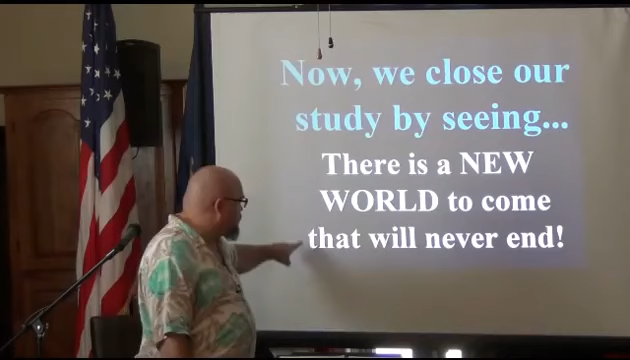 Now, we close our
study by seeing...
There is a NEW
WORLD to come
that will never end!